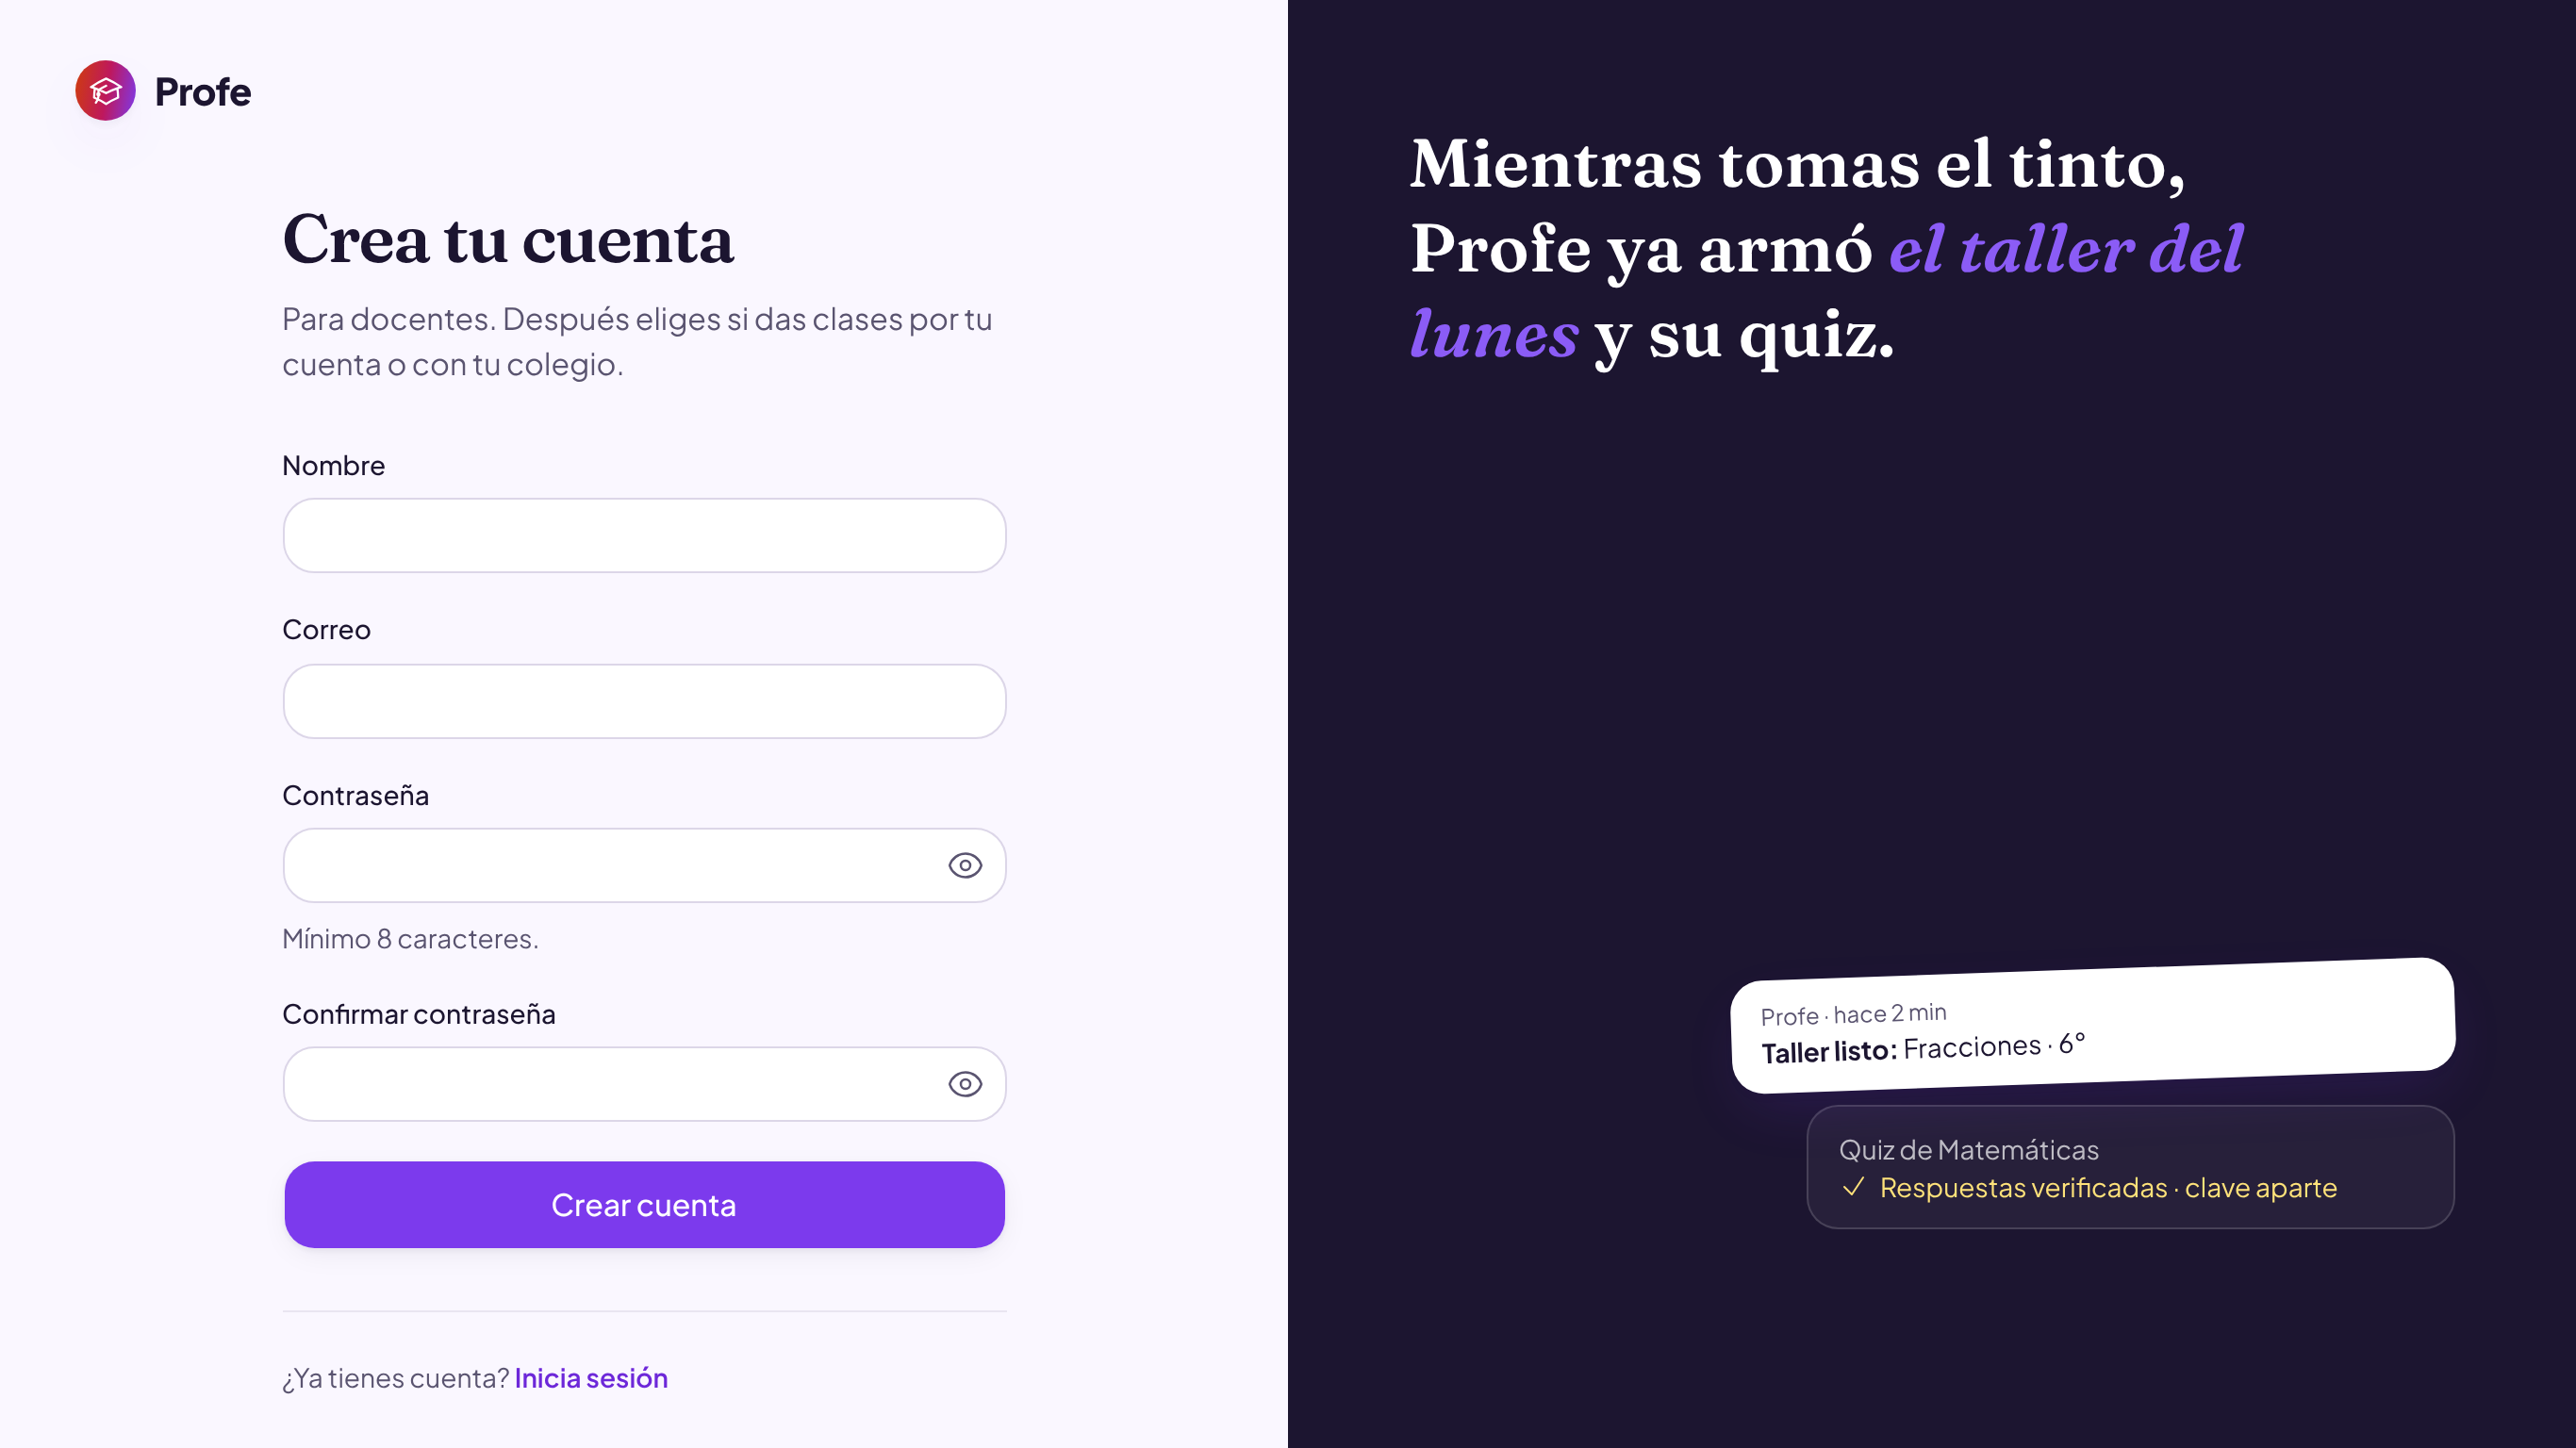 Profe
Crea tu cuenta
Para docentes. Después eliges si das clases por tu
cuenta o con tu colegio.
Nombre
Correo
Contraseña
Mínimo 8 caracteres.
Confirmar contraseña
Crear cuenta
¿Ya tienes cuenta? Inicia sesión
Mientras tomas el tinto,
Profe ya armó el taller del
lunes y su quiz.
Profe · hace 2 min
Taller listo: Fracciones · 6°
Quiz de Matemáticas
✓ Respuestas verificadas · clave aparte